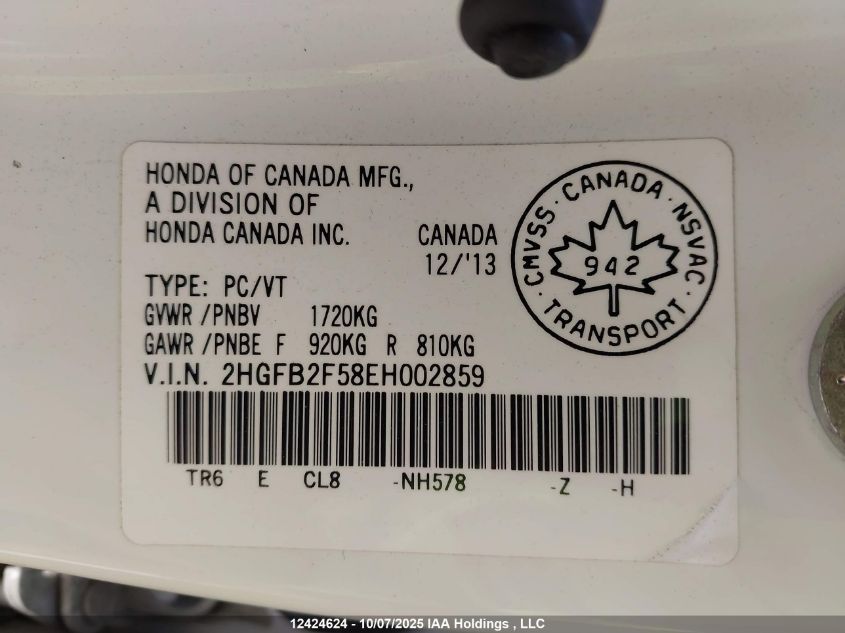 HONDA OF CANADA MFG.,
A DIVISION OF
HONDA CANADA INC. CANADA
12/'13
TYPE: PC/VT
GVWR /PNBV 1720KG
GAWR /PNBE F 920KG R 810KG
V.I.N. 2HGFB2F58EH002859
TR6 E CL8 -NH578 -Z -H
CMVSS · CANADA · NSVAC · TRANSPORT ·
942
12424624 - 10/07/2025 IAA Holdings , LLC